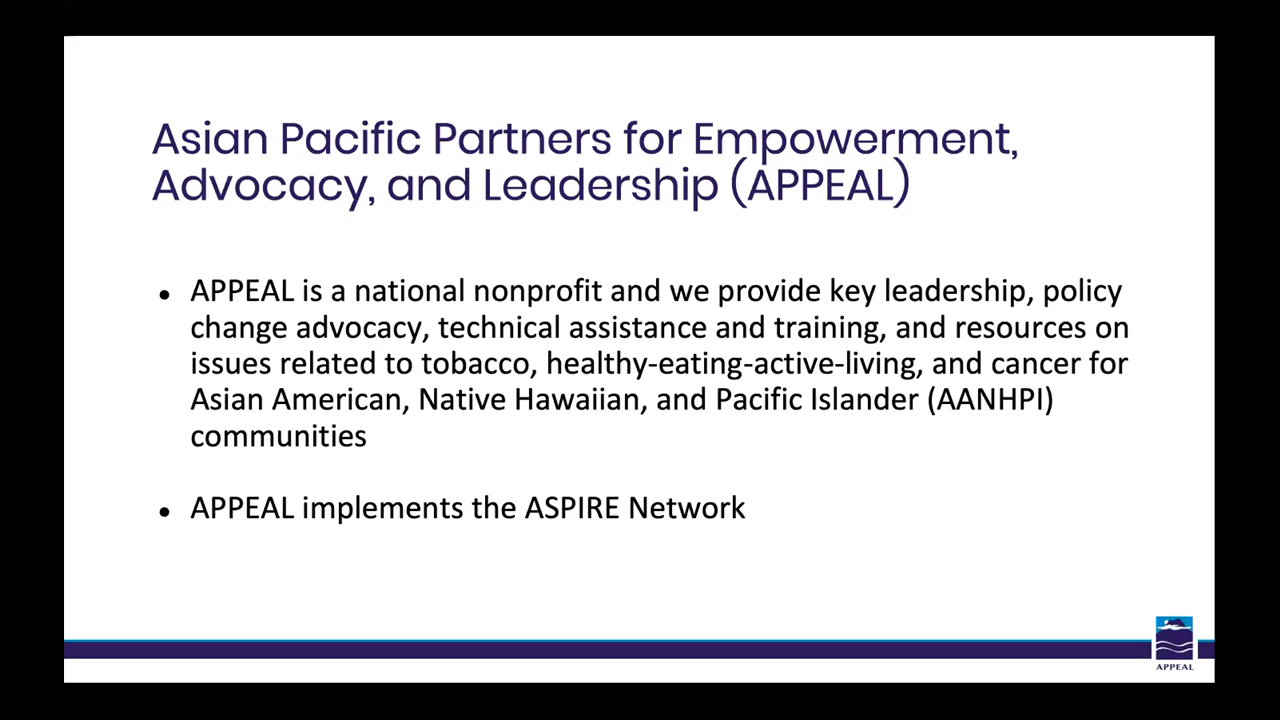 Asian Pacific Partners for Empowerment,
Advocacy, and Leadership (APPEAL)
• APPEAL is a national nonprofit and we provide key leadership, policy
change advocacy, technical assistance and training, and resources on
issues related to tobacco, healthy-eating-active-living, and cancer for
Asian American, Native Hawaiian, and Pacific Islander (AANHPI)
communities
• APPEAL implements the ASPIRE Network
APPEAL